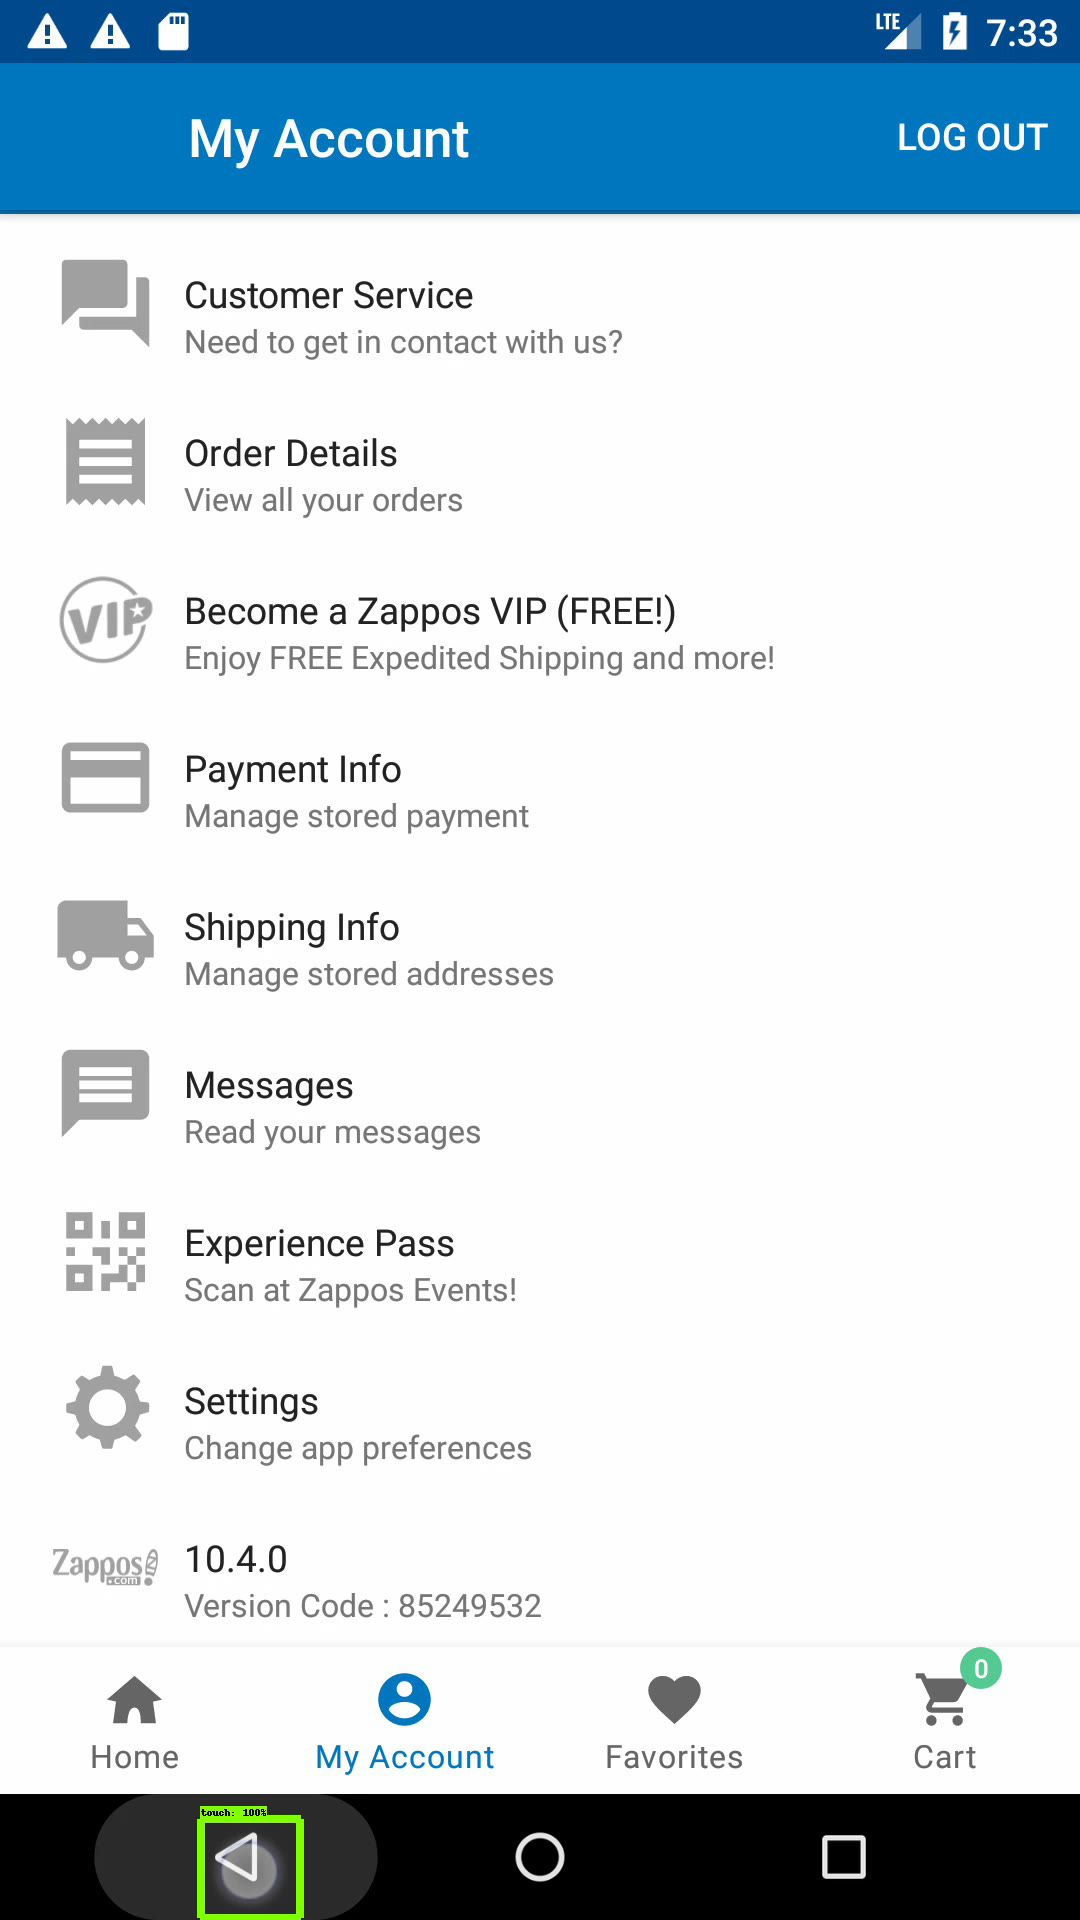 LTE 7:33
My Account
LOG OUT
Customer Service
Need to get in contact with us?
Order Details
View all your orders
VIP
Become a Zappos VIP (FREE!)
Enjoy FREE Expedited Shipping and more!
Payment Info
Manage stored payment
Shipping Info
Manage stored addresses
Messages
Read your messages
Experience Pass
Scan at Zappos Events!
Settings
Change app preferences
Zappos
.com
10.4.0
Version Code : 85249532
0
Home
My Account
Favorites
Cart
touch: 100%